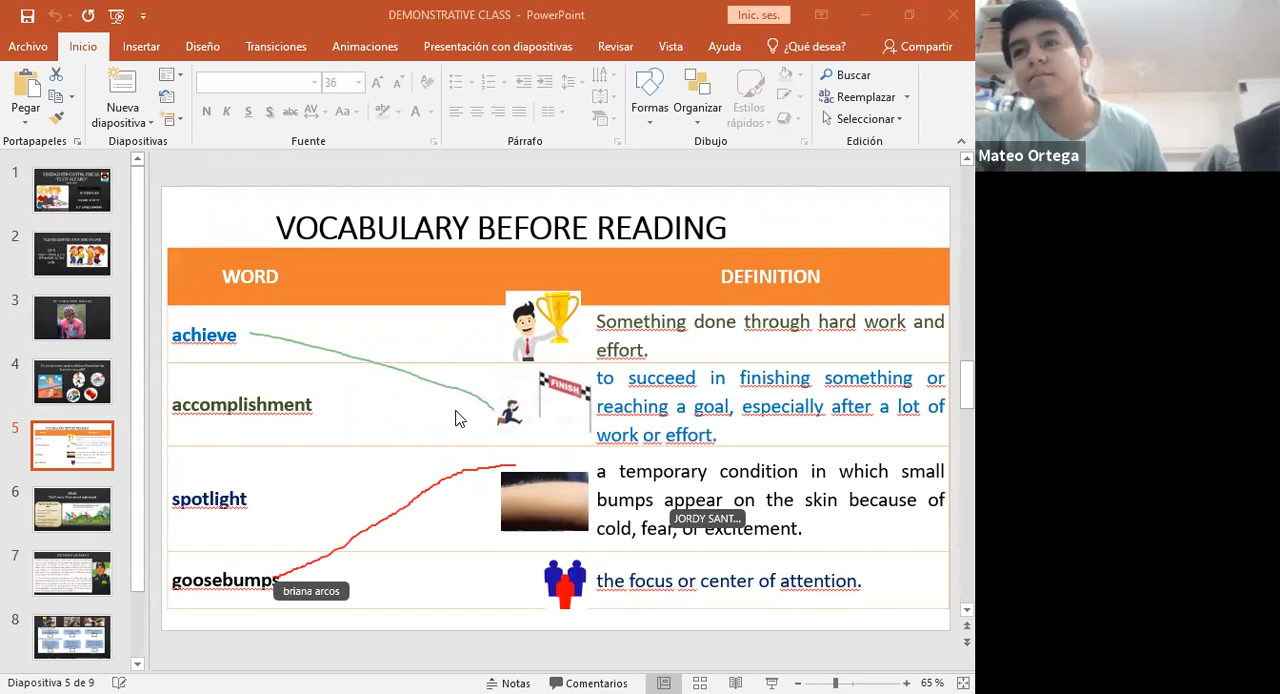 DEMONSTRATIVE CLASS - PowerPoint
Inic. ses.
Archivo Inicio Insertar Diseño Transiciones Animaciones Presentación con diapositivas Revisar Vista Ayuda ¿Qué desea? Compartir
Pegar
Nueva
diapositiva
36
N K S S abc AV Aa A
Formas Organizar Estilos
rápidos
Buscar
Reemplazar
Seleccionar
Portapapeles Diapositivas Fuente Párrafo Dibujo Edición
Mateo Ortega
1
2
3
4
5
6
7
8
VOCABULARY BEFORE READING
WORD DEFINITION
achieve
Something done through hard work and
effort.
accomplishment
FINISH
to succeed in finishing something or
reaching a goal, especially after a lot of
work or effort.
spotlight
a temporary condition in which small
bumps appear on the skin because of
cold, fear, or excitement.
JORDY SANT...
goosebumps
briana arcos
the focus or center of attention.
Diapositiva 5 de 9 Notas Comentarios 65 %